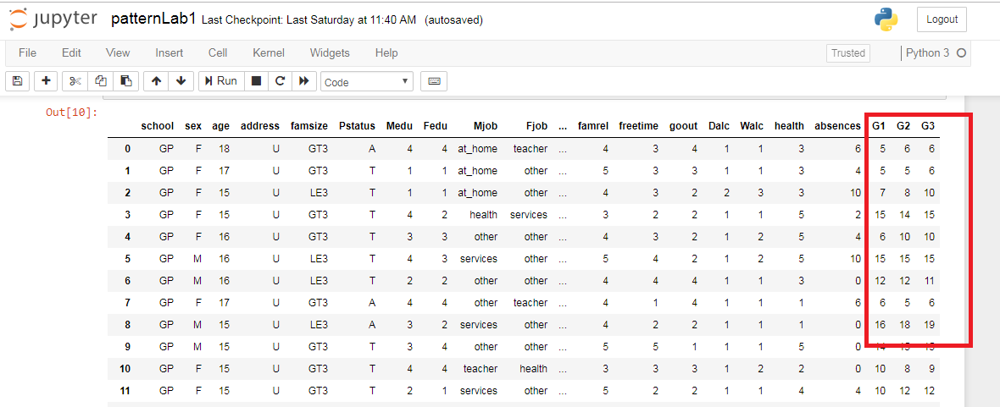 jupyter patternLab1 Last Checkpoint: Last Saturday at 11:40 AM (autosaved) Logout
File Edit View Insert Cell Kernel Widgets Help Trusted Python 3
Run Code
Out[10]:
school sex age address famsize Pstatus Medu Fedu Mjob Fjob ... famrel freetime goout Dalc Walc health absences G1 G2 G3
0 GP F 18 U GT3 A 4 4 at_home teacher ... 4 3 4 1 1 3 6 5 6 6
1 GP F 17 U GT3 T 1 1 at_home other ... 5 3 3 1 1 3 4 5 5 6
2 GP F 15 U LE3 T 1 1 at_home other ... 4 3 2 2 3 3 10 7 8 10
3 GP F 15 U GT3 T 4 2 health services ... 3 2 2 1 1 5 2 15 14 15
4 GP F 16 U GT3 T 3 3 other other ... 4 3 2 1 2 5 4 6 10 10
5 GP M 16 U LE3 T 4 3 services other ... 5 4 2 1 2 5 10 15 15 15
6 GP M 16 U LE3 T 2 2 other other ... 4 4 4 1 1 3 0 12 12 11
7 GP F 17 U GT3 A 4 4 other teacher ... 4 1 4 1 1 1 6 6 5 6
8 GP M 15 U LE3 A 3 2 services other ... 4 2 2 1 1 1 0 16 18 19
9 GP M 15 U GT3 T 3 4 other other ... 5 5 1 1 1 5 0 14 15 15
10 GP F 15 U GT3 T 4 4 teacher health ... 3 3 3 1 2 2 0 10 8 9
11 GP F 15 U GT3 T 2 1 services other ... 5 2 2 1 1 4 4 10 12 12